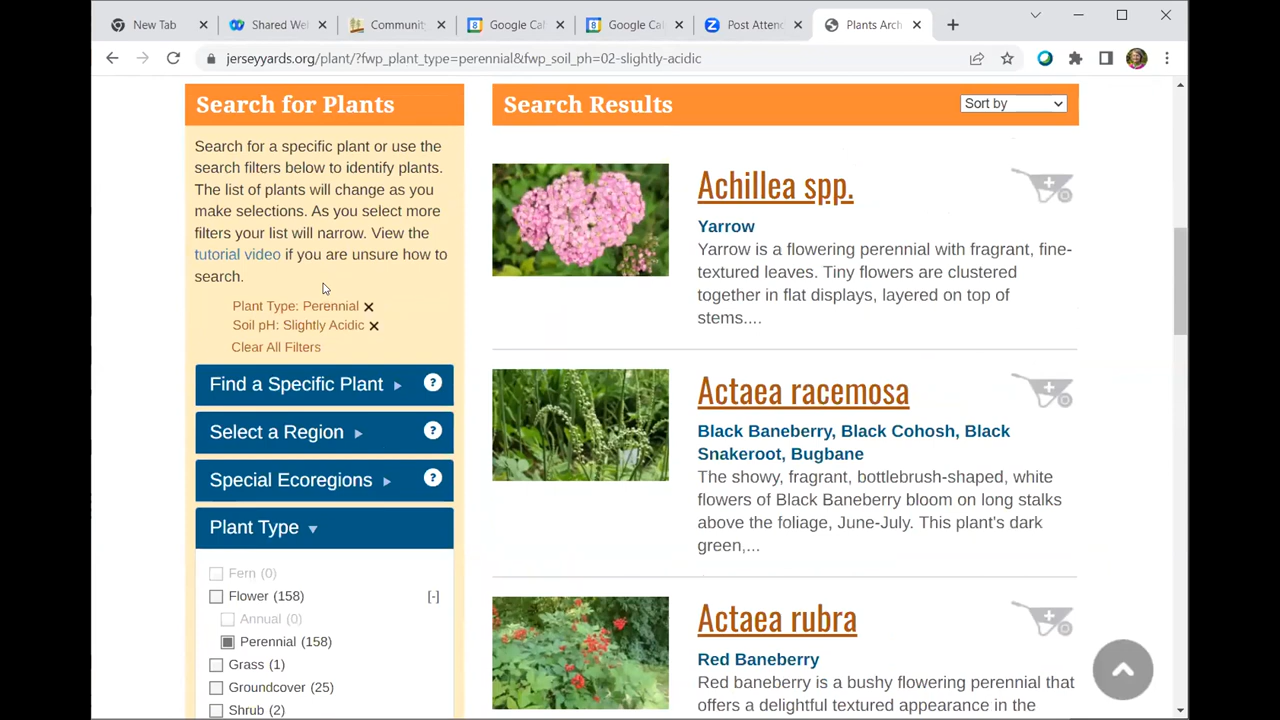 New Tab
Shared We
Communit
Google Cal
Google Cal
Post Attend
Plants Arch
jerseyyards.org/plant/?fwp_plant_type=perennial&fwp_soil_ph=02-slightly-acidic
Search for Plants
Search for a specific plant or use the
search filters below to identify plants.
The list of plants will change as you
make selections. As you select more
filters your list will narrow. View the
tutorial video if you are unsure how to
search.
Plant Type: Perennial
Soil pH: Slightly Acidic
Clear All Filters
Find a Specific Plant ?
Select a Region ?
Special Ecoregions ?
Plant Type
Fern (0)
Flower (158) [-]
Annual (0)
Perennial (158)
Grass (1)
Groundcover (25)
Shrub (2)
Search Results
Sort by
Achillea spp.
Yarrow
Yarrow is a flowering perennial with fragrant, fine-
textured leaves. Tiny flowers are clustered
together in flat displays, layered on top of
stems....
Actaea racemosa
Black Baneberry, Black Cohosh, Black
Snakeroot, Bugbane
The showy, fragrant, bottlebrush-shaped, white
flowers of Black Baneberry bloom on long stalks
above the foliage, June-July. This plant's dark
green,...
Actaea rubra
Red Baneberry
Red baneberry is a bushy flowering perennial that
offers a delightful textured appearance in the